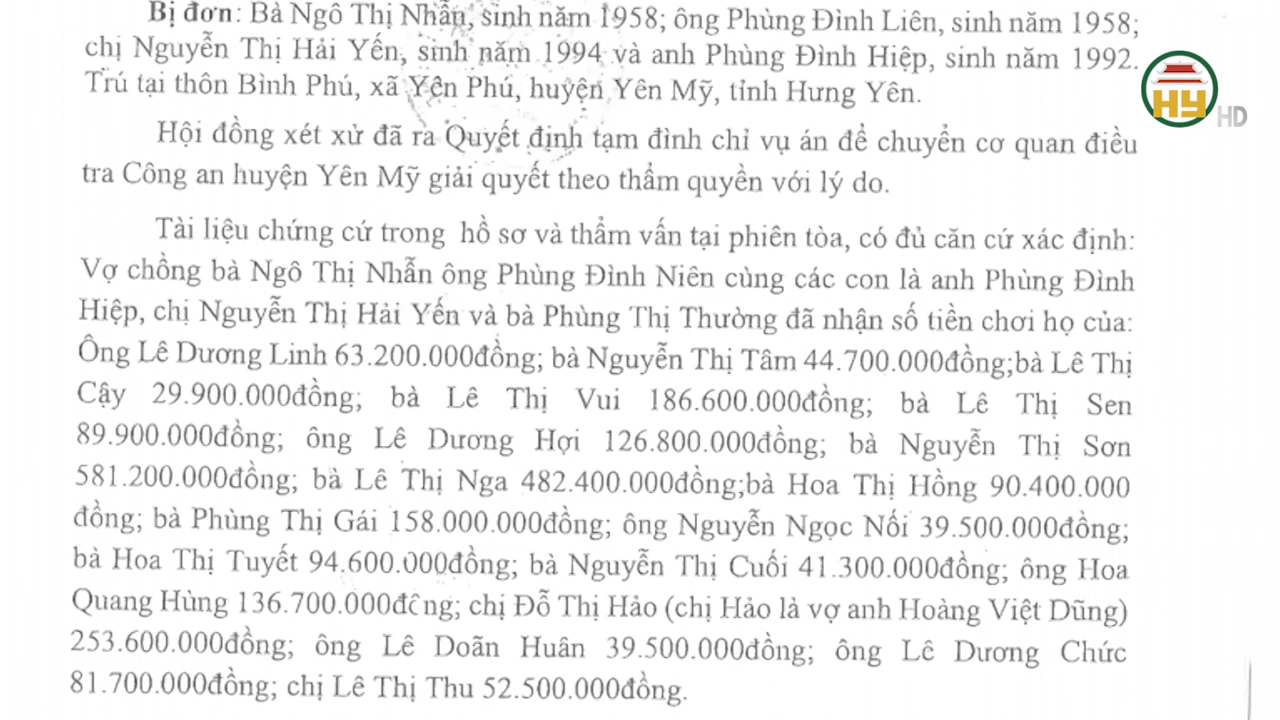 Bị đơn: Bà Ngô Thị Nhẫn, sinh năm 1958; ông Phùng Đình Liên, sinh năm 1958;
chị Nguyễn Thị Hải Yến, sinh năm 1994 và anh Phùng Đình Hiệp, sinh năm 1992.
Trú tại thôn Bình Phú, xã Yên Phú, huyện Yên Mỹ, tỉnh Hưng Yên.
HY HD
Hội đồng xét xử đã ra Quyết định tạm đình chỉ vụ án để chuyển cơ quan điều
tra Công an huyện Yên Mỹ giải quyết theo thẩm quyền với lý do.
Tài liệu chứng cứ trong hồ sơ và thẩm vấn tại phiên tòa, có đủ căn cứ xác định:
Vợ chồng bà Ngô Thị Nhẫn ông Phùng Đình Niên cùng các con là anh Phùng Đình
Hiệp, chị Nguyễn Thị Hải Yến và bà Phùng Thị Thường đã nhận số tiền chơi họ của:
Ông Lê Dương Linh 63.200.000đồng; bà Nguyễn Thị Tâm 44.700.000đồng;bà Lê Thị
Cậy 29.900.000đồng; bà Lê Thị Vui 186.600.000đồng; bà Lê Thị Sen
89.900.000đồng; ông Lê Dương Hợi 126.800.000đồng; bà Nguyễn Thị Sơn
581.200.000đồng; bà Lê Thị Nga 482.400.000đồng;bà Hoa Thị Hồng 90.400.000
đồng; bà Phùng Thị Gái 158.000.000đồng; ông Nguyễn Ngọc Nối 39.500.000đồng;
bà Hoa Thị Tuyết 94.600.000đồng; bà Nguyễn Thị Cuối 41.300.000đồng; ông Hoa
Quang Hùng 136.700.000đồng; chị Đỗ Thị Hảo (chị Hảo là vợ anh Hoàng Việt Dũng)
253.600.000đồng; ông Lê Doãn Huân 39.500.000đồng; ông Lê Dương Chức
81.700.000đồng; chị Lê Thị Thu 52.500.000đồng.